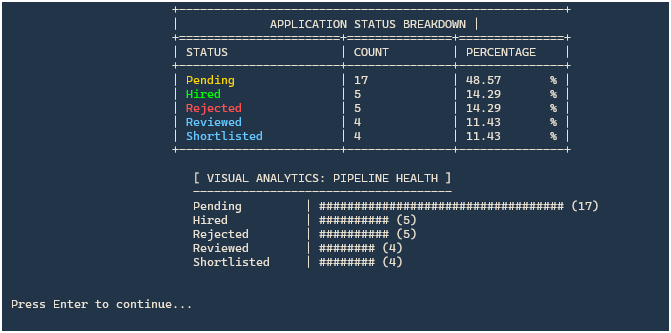 +-------------------------------------------------------+
| APPLICATION STATUS BREAKDOWN |
+=======================+===============+===============+
| STATUS | COUNT | PERCENTAGE |
+-----------------------+---------------+---------------+
| Pending | 17 | 48.57 % |
| Hired | 5 | 14.29 % |
| Rejected | 5 | 14.29 % |
| Reviewed | 4 | 11.43 % |
| Shortlisted | 4 | 11.43 % |
+-----------------------+---------------+---------------+
[ VISUAL ANALYTICS: PIPELINE HEALTH ]
-------------------------------------
Pending | ################################### (17)
Hired | ########## (5)
Rejected | ########## (5)
Reviewed | ######## (4)
Shortlisted | ######## (4)
Press Enter to continue...